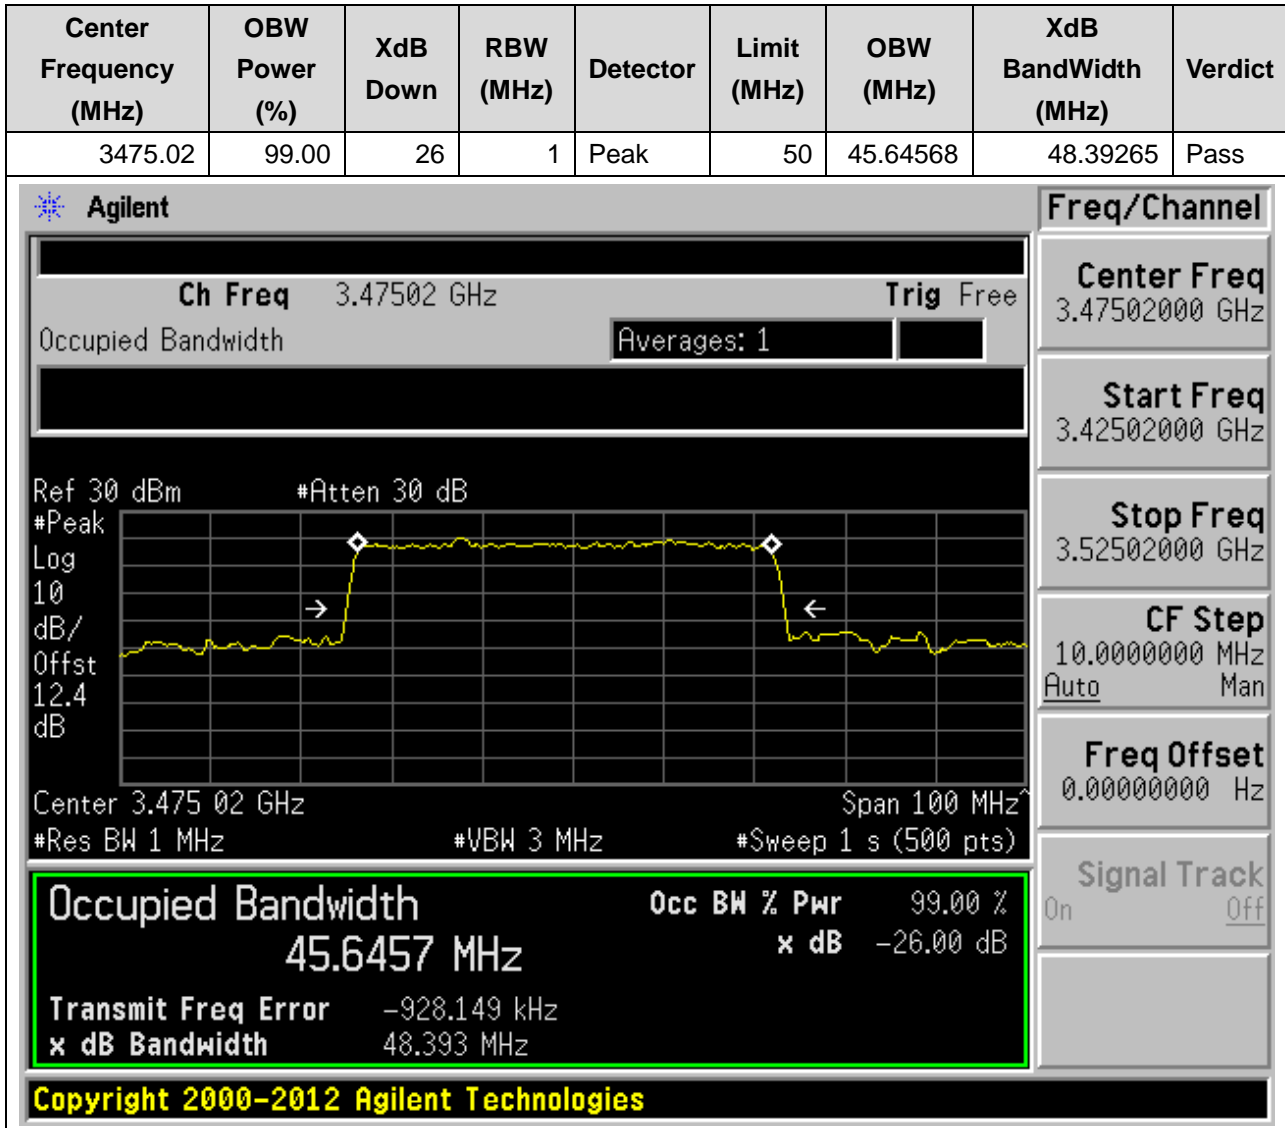 Center Frequency (MHz) OBW Power (%) XdB Down RBW (MHz) Detector Limit (MHz) OBW (MHz) XdB BandWidth (MHz) Verdict
3475.02 99.00 26 1 Peak 50 45.64568 48.39265 Pass
Agilent
Freq/Channel
Ch Freq 3.47502 GHz Trig Free
Occupied Bandwidth Averages: 1
Center Freq
3.47502000 GHz
Start Freq
3.42502000 GHz
Stop Freq
3.52502000 GHz
CF Step
10.0000000 MHz
Auto Man
Freq Offset
0.00000000 Hz
Signal Track
On Off
Ref 30 dBm #Atten 30 dB
#Peak
Log
10
dB/
Offst
12.4
dB
Center 3.475 02 GHz Span 100 MHz^
#Res BW 1 MHz #VBW 3 MHz #Sweep 1 s (500 pts)
Occupied Bandwidth Occ BW % Pwr 99.00 %
45.6457 MHz x dB -26.00 dB
Transmit Freq Error -928.149 kHz
x dB Bandwidth 48.393 MHz
Copyright 2000-2012 Agilent Technologies